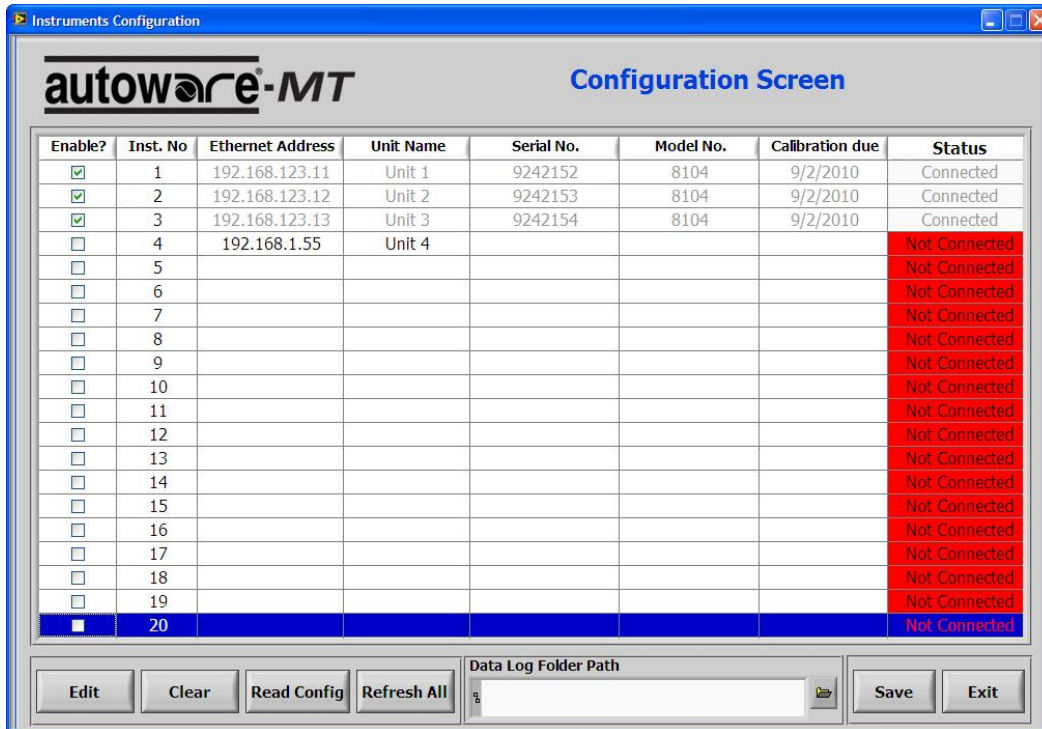 Instruments Configuration
autoware®-MT
Configuration Screen
Enable? Inst. No Ethernet Address Unit Name Serial No. Model No. Calibration due Status
1 192.168.123.11 Unit 1 9242152 8104 9/2/2010 Connected
2 192.168.123.12 Unit 2 9242153 8104 9/2/2010 Connected
3 192.168.123.13 Unit 3 9242154 8104 9/2/2010 Connected
4 192.168.1.55 Unit 4 Not Connected
5 Not Connected
6 Not Connected
7 Not Connected
8 Not Connected
9 Not Connected
10 Not Connected
11 Not Connected
12 Not Connected
13 Not Connected
14 Not Connected
15 Not Connected
16 Not Connected
17 Not Connected
18 Not Connected
19 Not Connected
20 Not Connected
Data Log Folder Path
Edit Clear Read Config Refresh All Save Exit